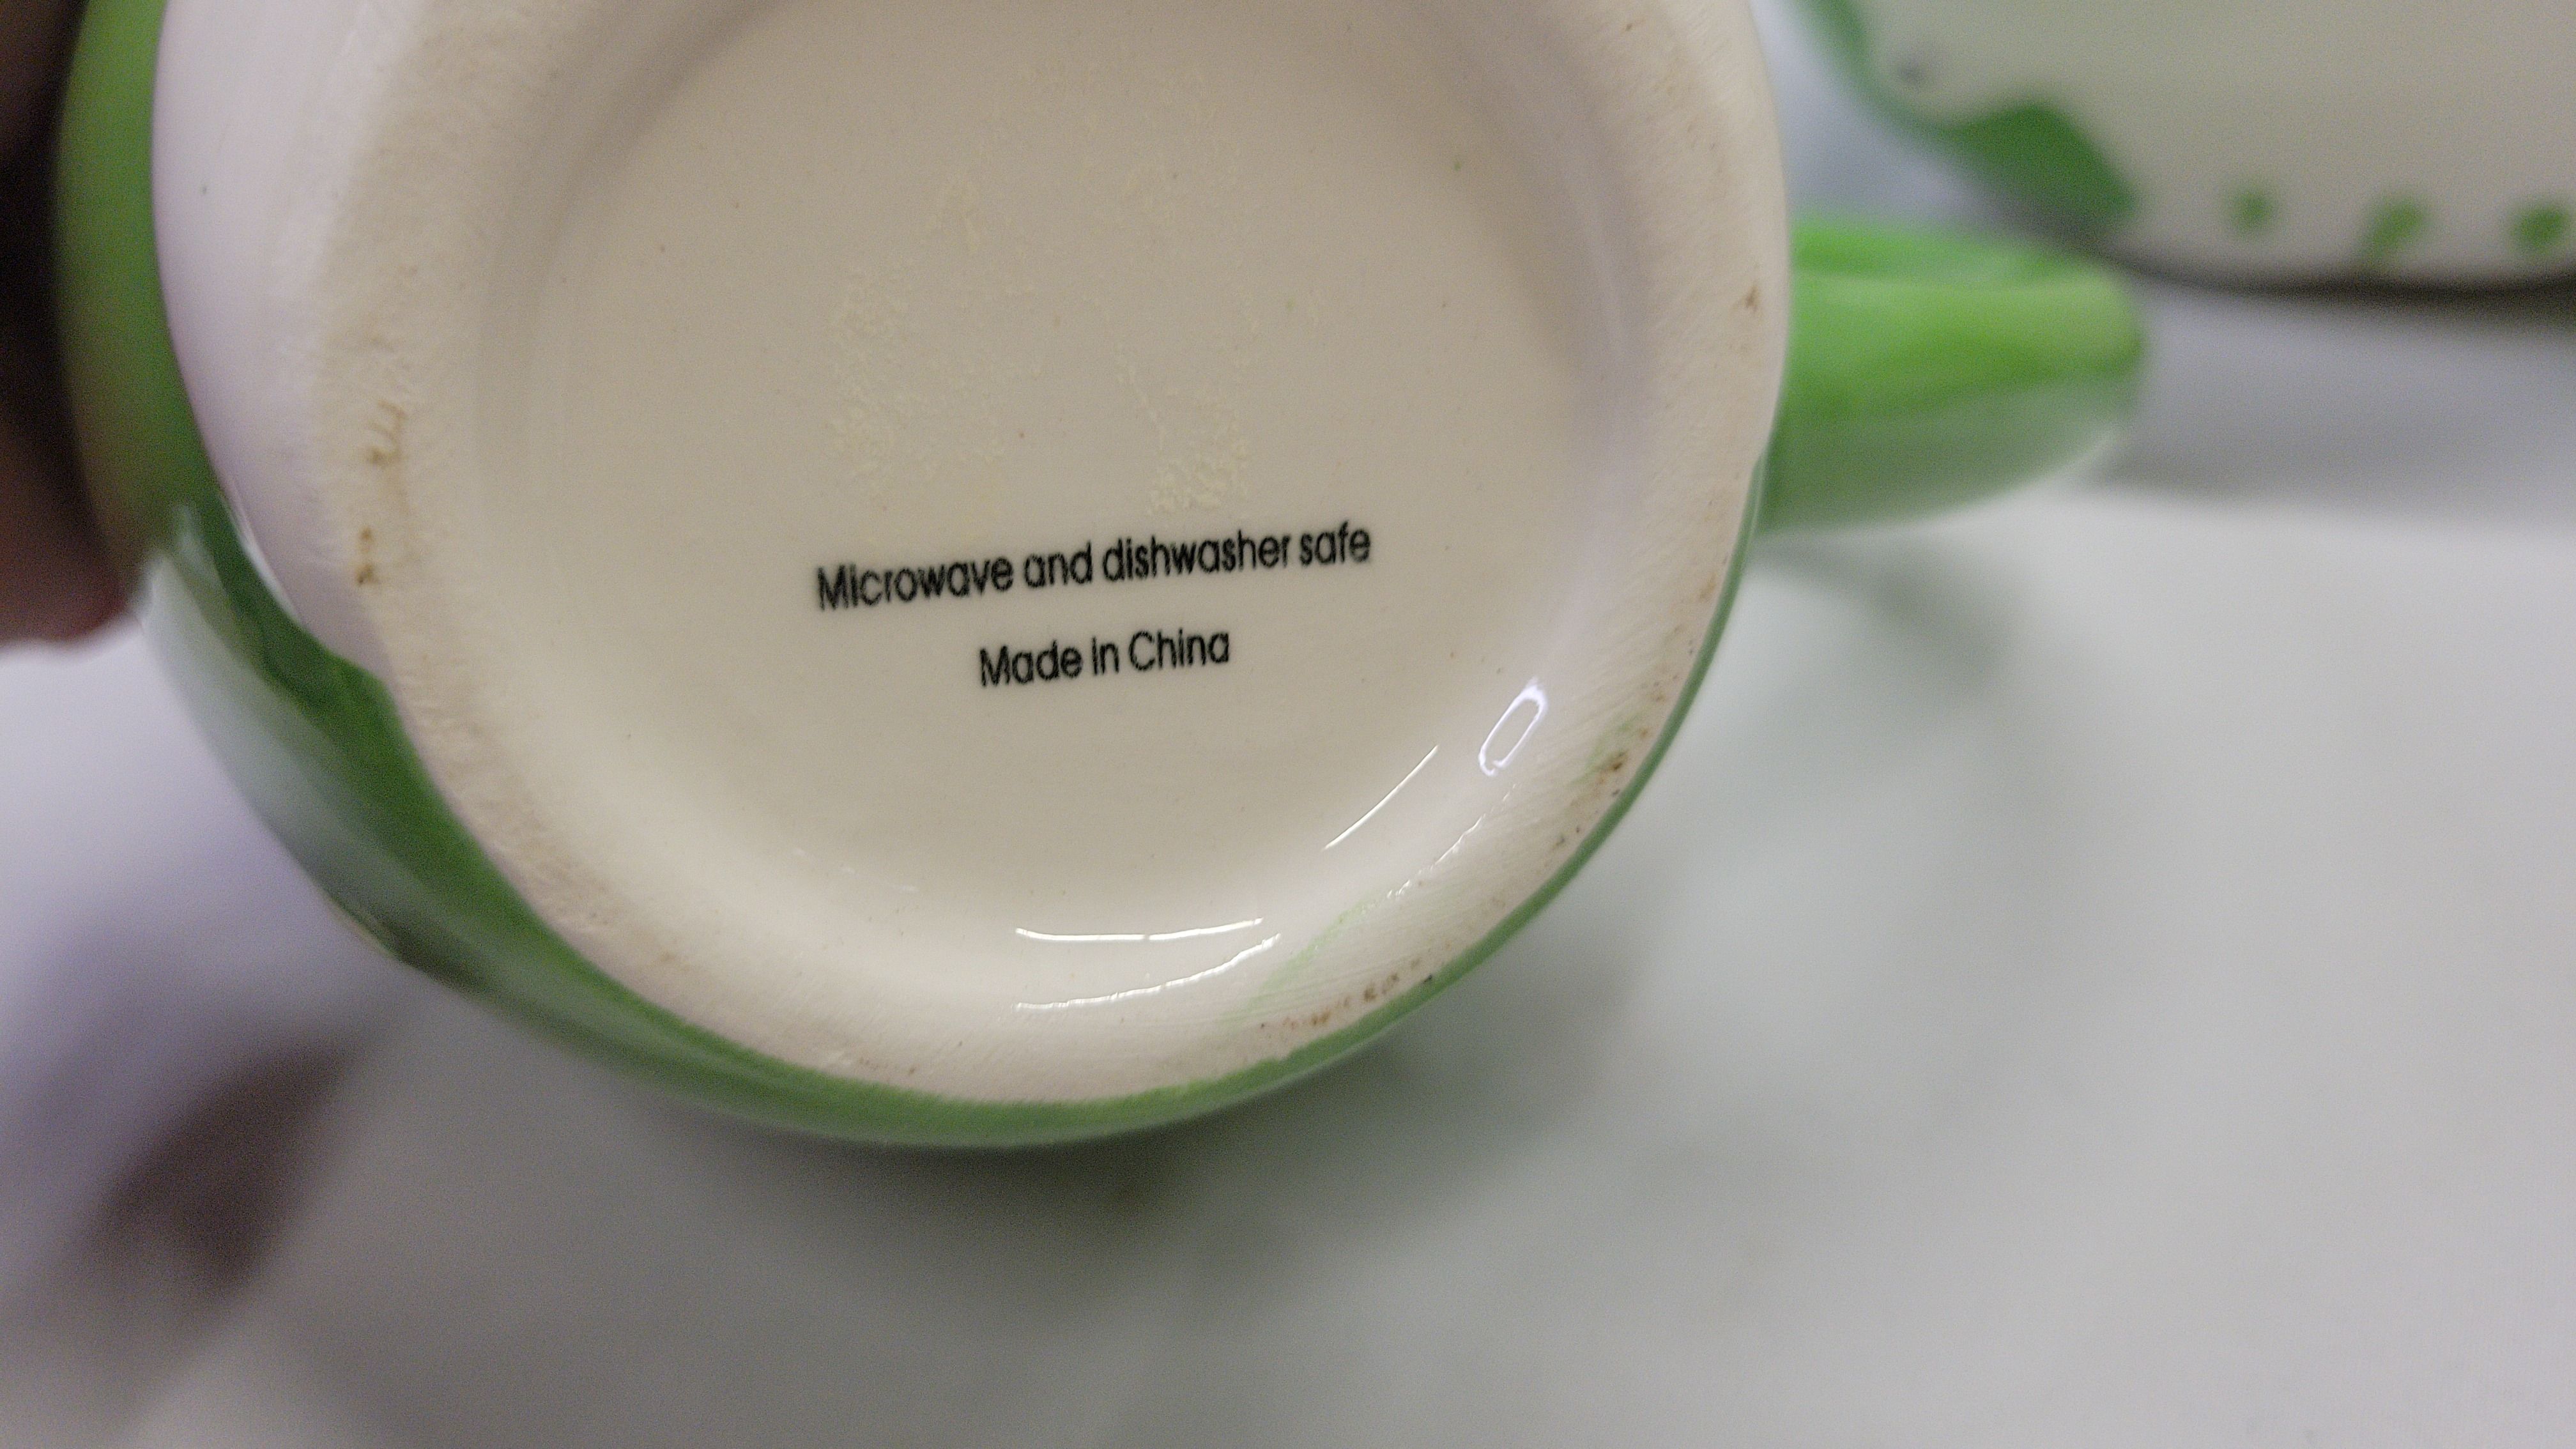 Microwave and dishwasher safe
Made in China